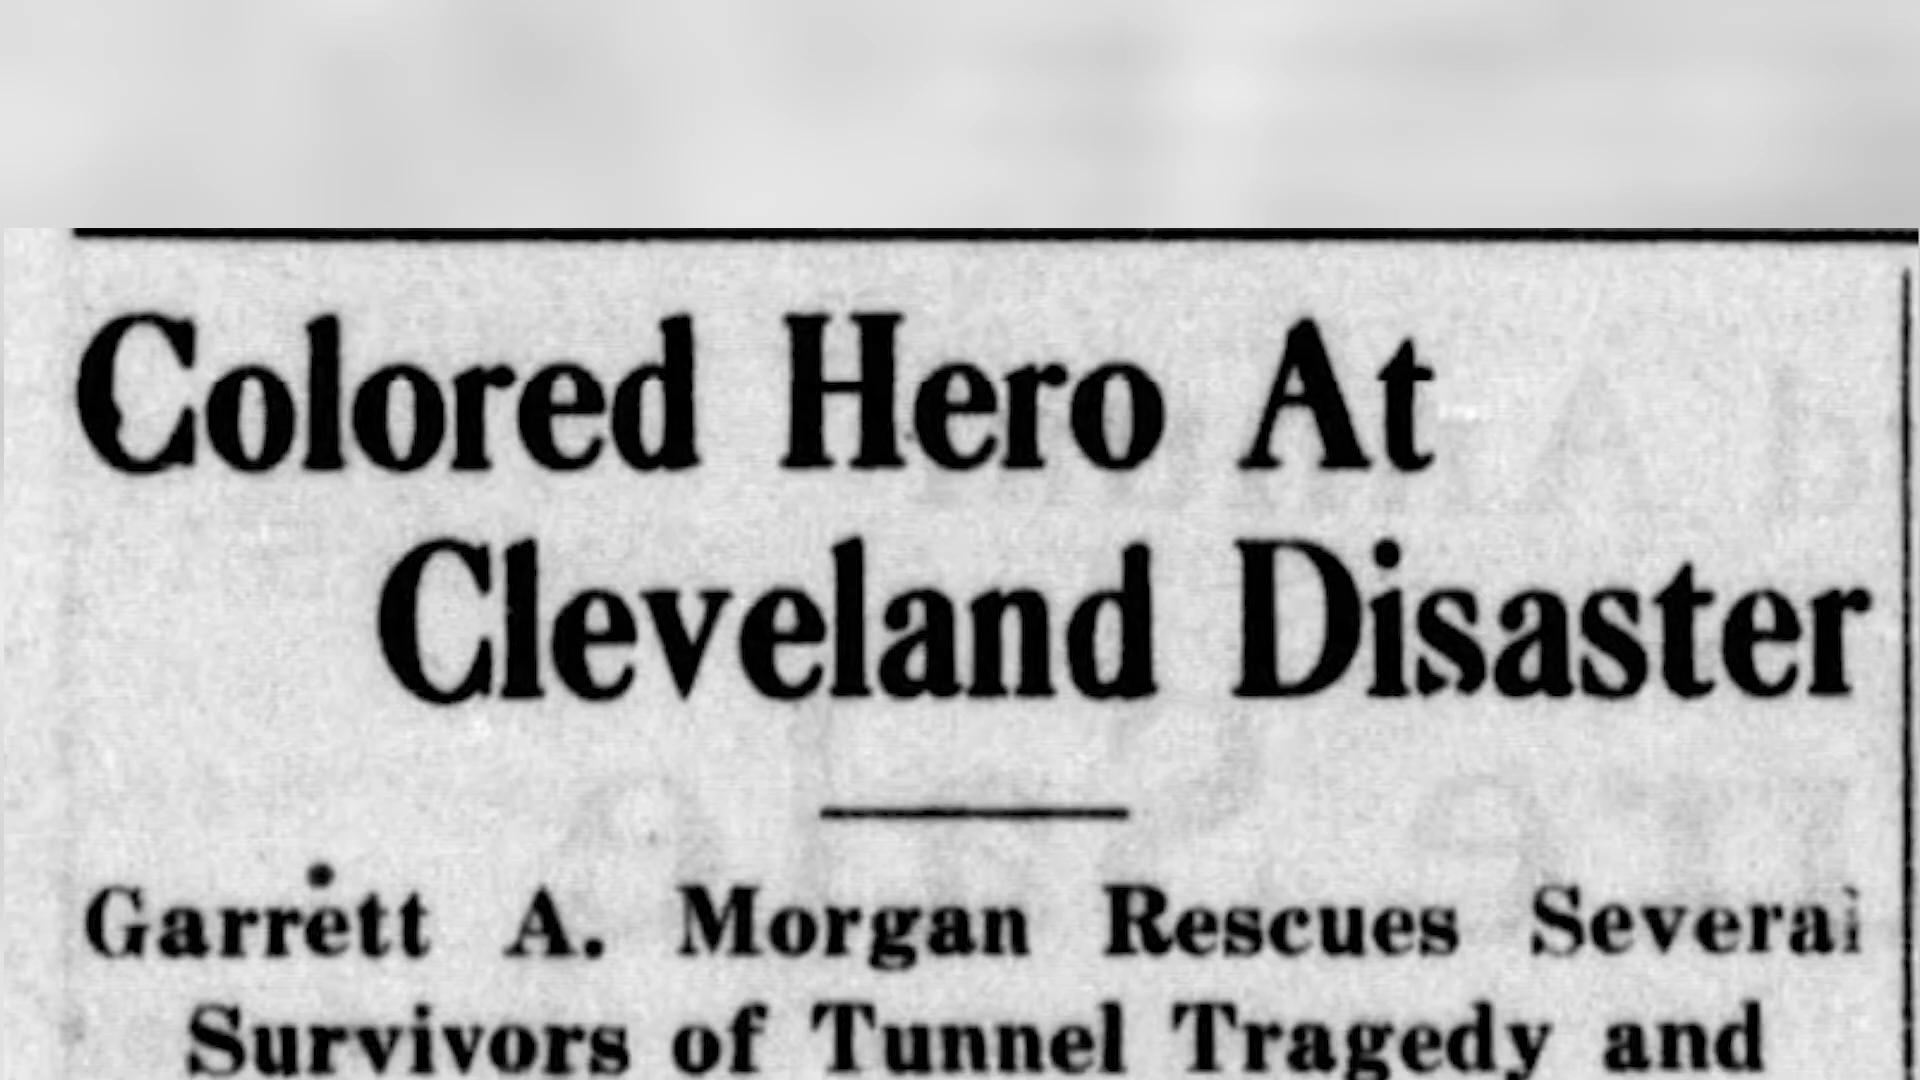 Colored Hero At
Cleveland Disaster
Garrett A. Morgan Rescues Several
Survivors of Tunnel Tragedy and